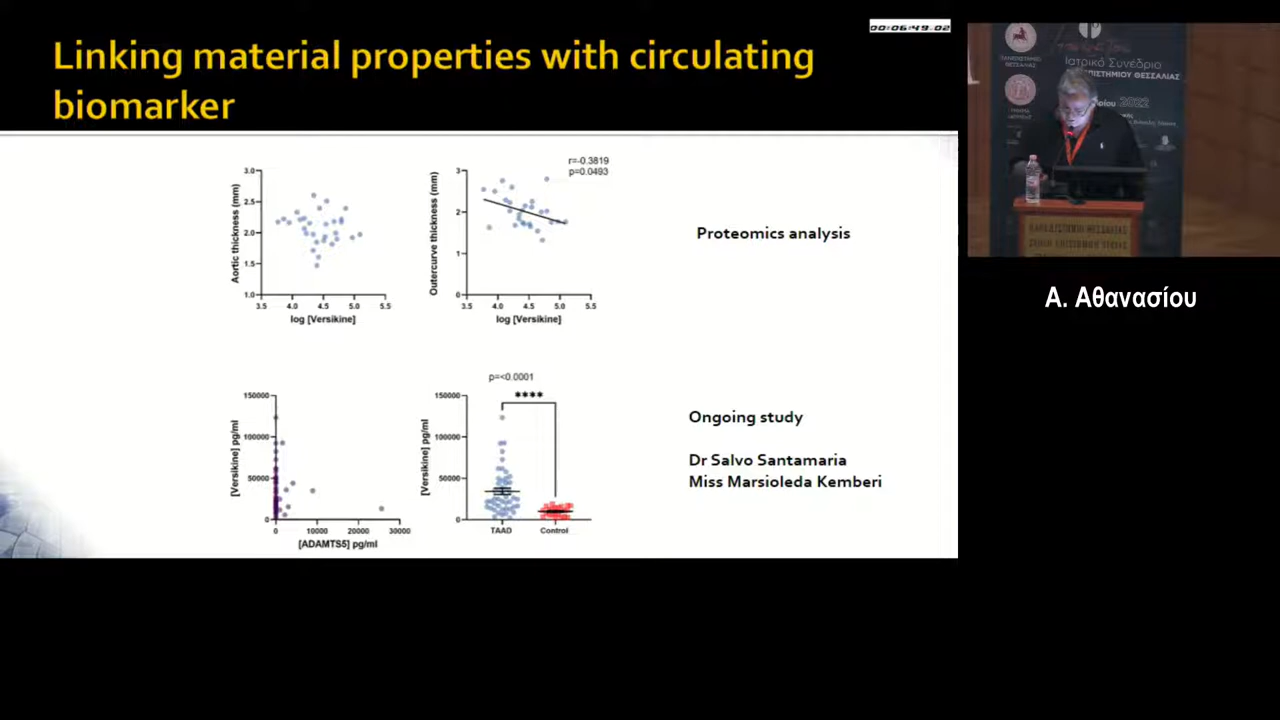 Linking material properties with circulating
biomarker
00:06:49.02
r=-0.3819
p=0.0493
Aortic thickness (mm)
3.0
2.5
2.0
1.5
1.0
3.5 4.0 4.5 5.0 5.5
log [Versikine]
Outercurve thickness (mm)
3
2
1
0
3.5 4.0 4.5 5.0 5.5
log [Versikine]
Proteomics analysis
[Versikine] pg/ml
150000
100000
50000
0
0 10000 20000 30000
[ADAMTS5] pg/ml
p=<0.0001
****
[Versikine] pg/ml
150000
100000
50000
0
TAAD Control
Ongoing study
Dr Salvo Santamaria
Miss Marsioleda Kemberi
Ιατρικό Συνέδριο
ΠΑΝΕΠΙΣΤΗΜΙΟΥ ΘΕΣΣΑΛΙΑΣ
2022
Α. Αθανασίου